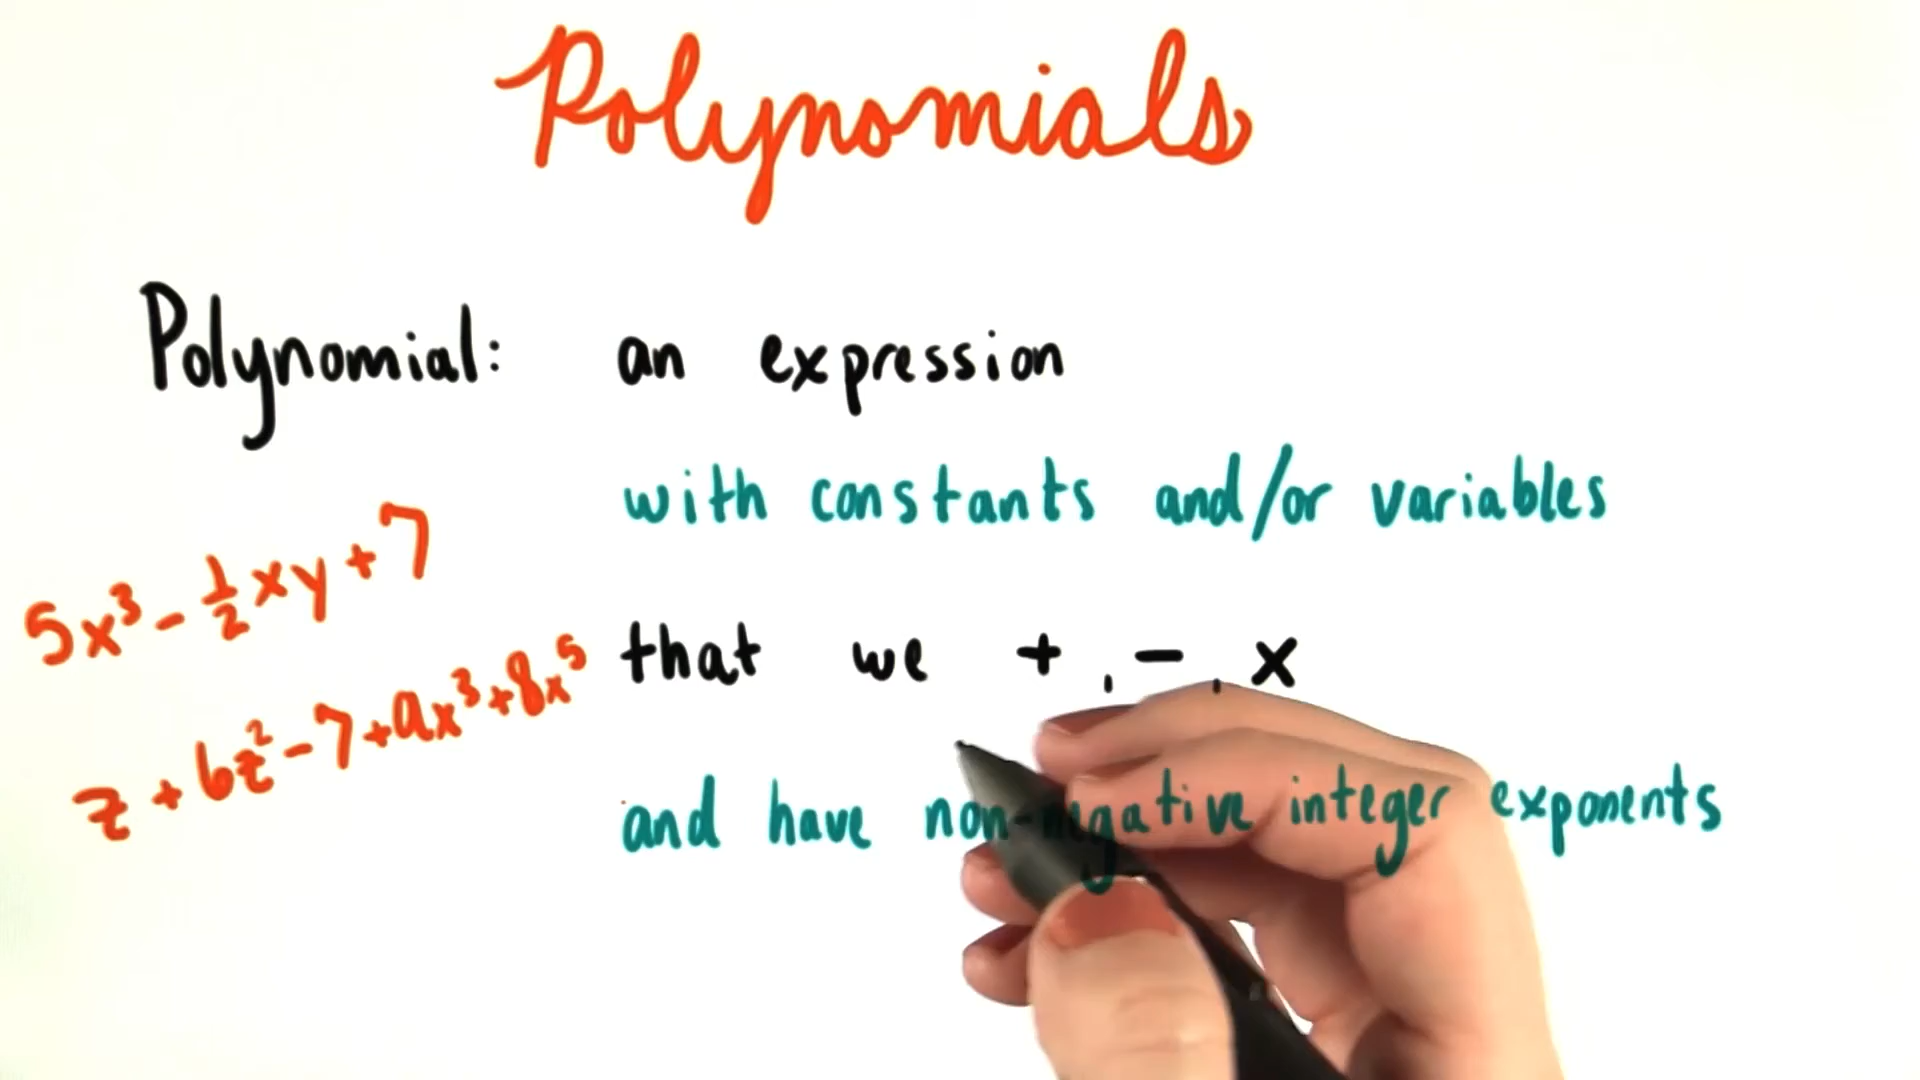 Polynomials
Polynomial: an expression
with constants and/or variables
that we +, -, x
and have non-negative integer exponents
5x³ - ½xy + 7
z + 6z² - 7 + ax³ + 8x⁵